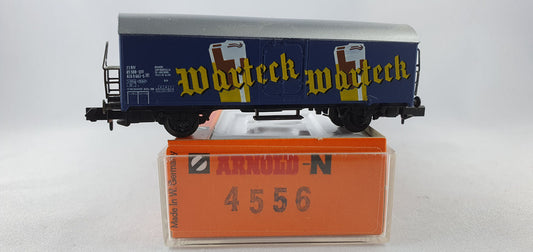 Warteck Warteck
ARNOLD-N
4556
Made in W. Germany